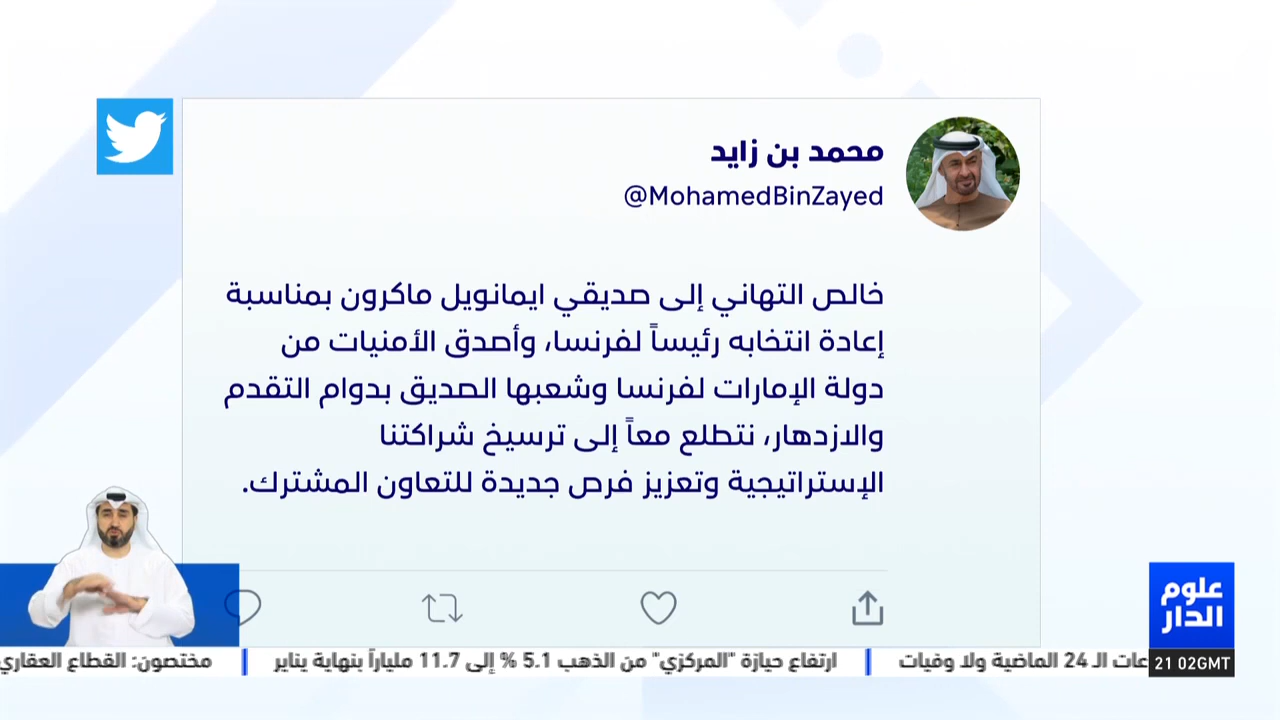 محمد بن زايد
@MohamedBinZayed
خالص التهاني إلى صديقي ايمانويل ماكرون بمناسبة
إعادة انتخابه رئيساً لفرنسا، وأصدق الأمنيات من
دولة الإمارات لفرنسا وشعبها الصديق بدوام التقدم
والازدهار، نتطلع معاً إلى ترسيخ شراكتنا
الإستراتيجية وتعزيز فرص جديدة للتعاون المشترك.
علوم
الدار
21 02GMT
عات الـ 24 الماضية ولا وفيات | ارتفاع حيازة "المركزي" من الذهب 5.1 % إلى 11.7 ملياراً بنهاية يناير | مختصون: القطاع العقاري